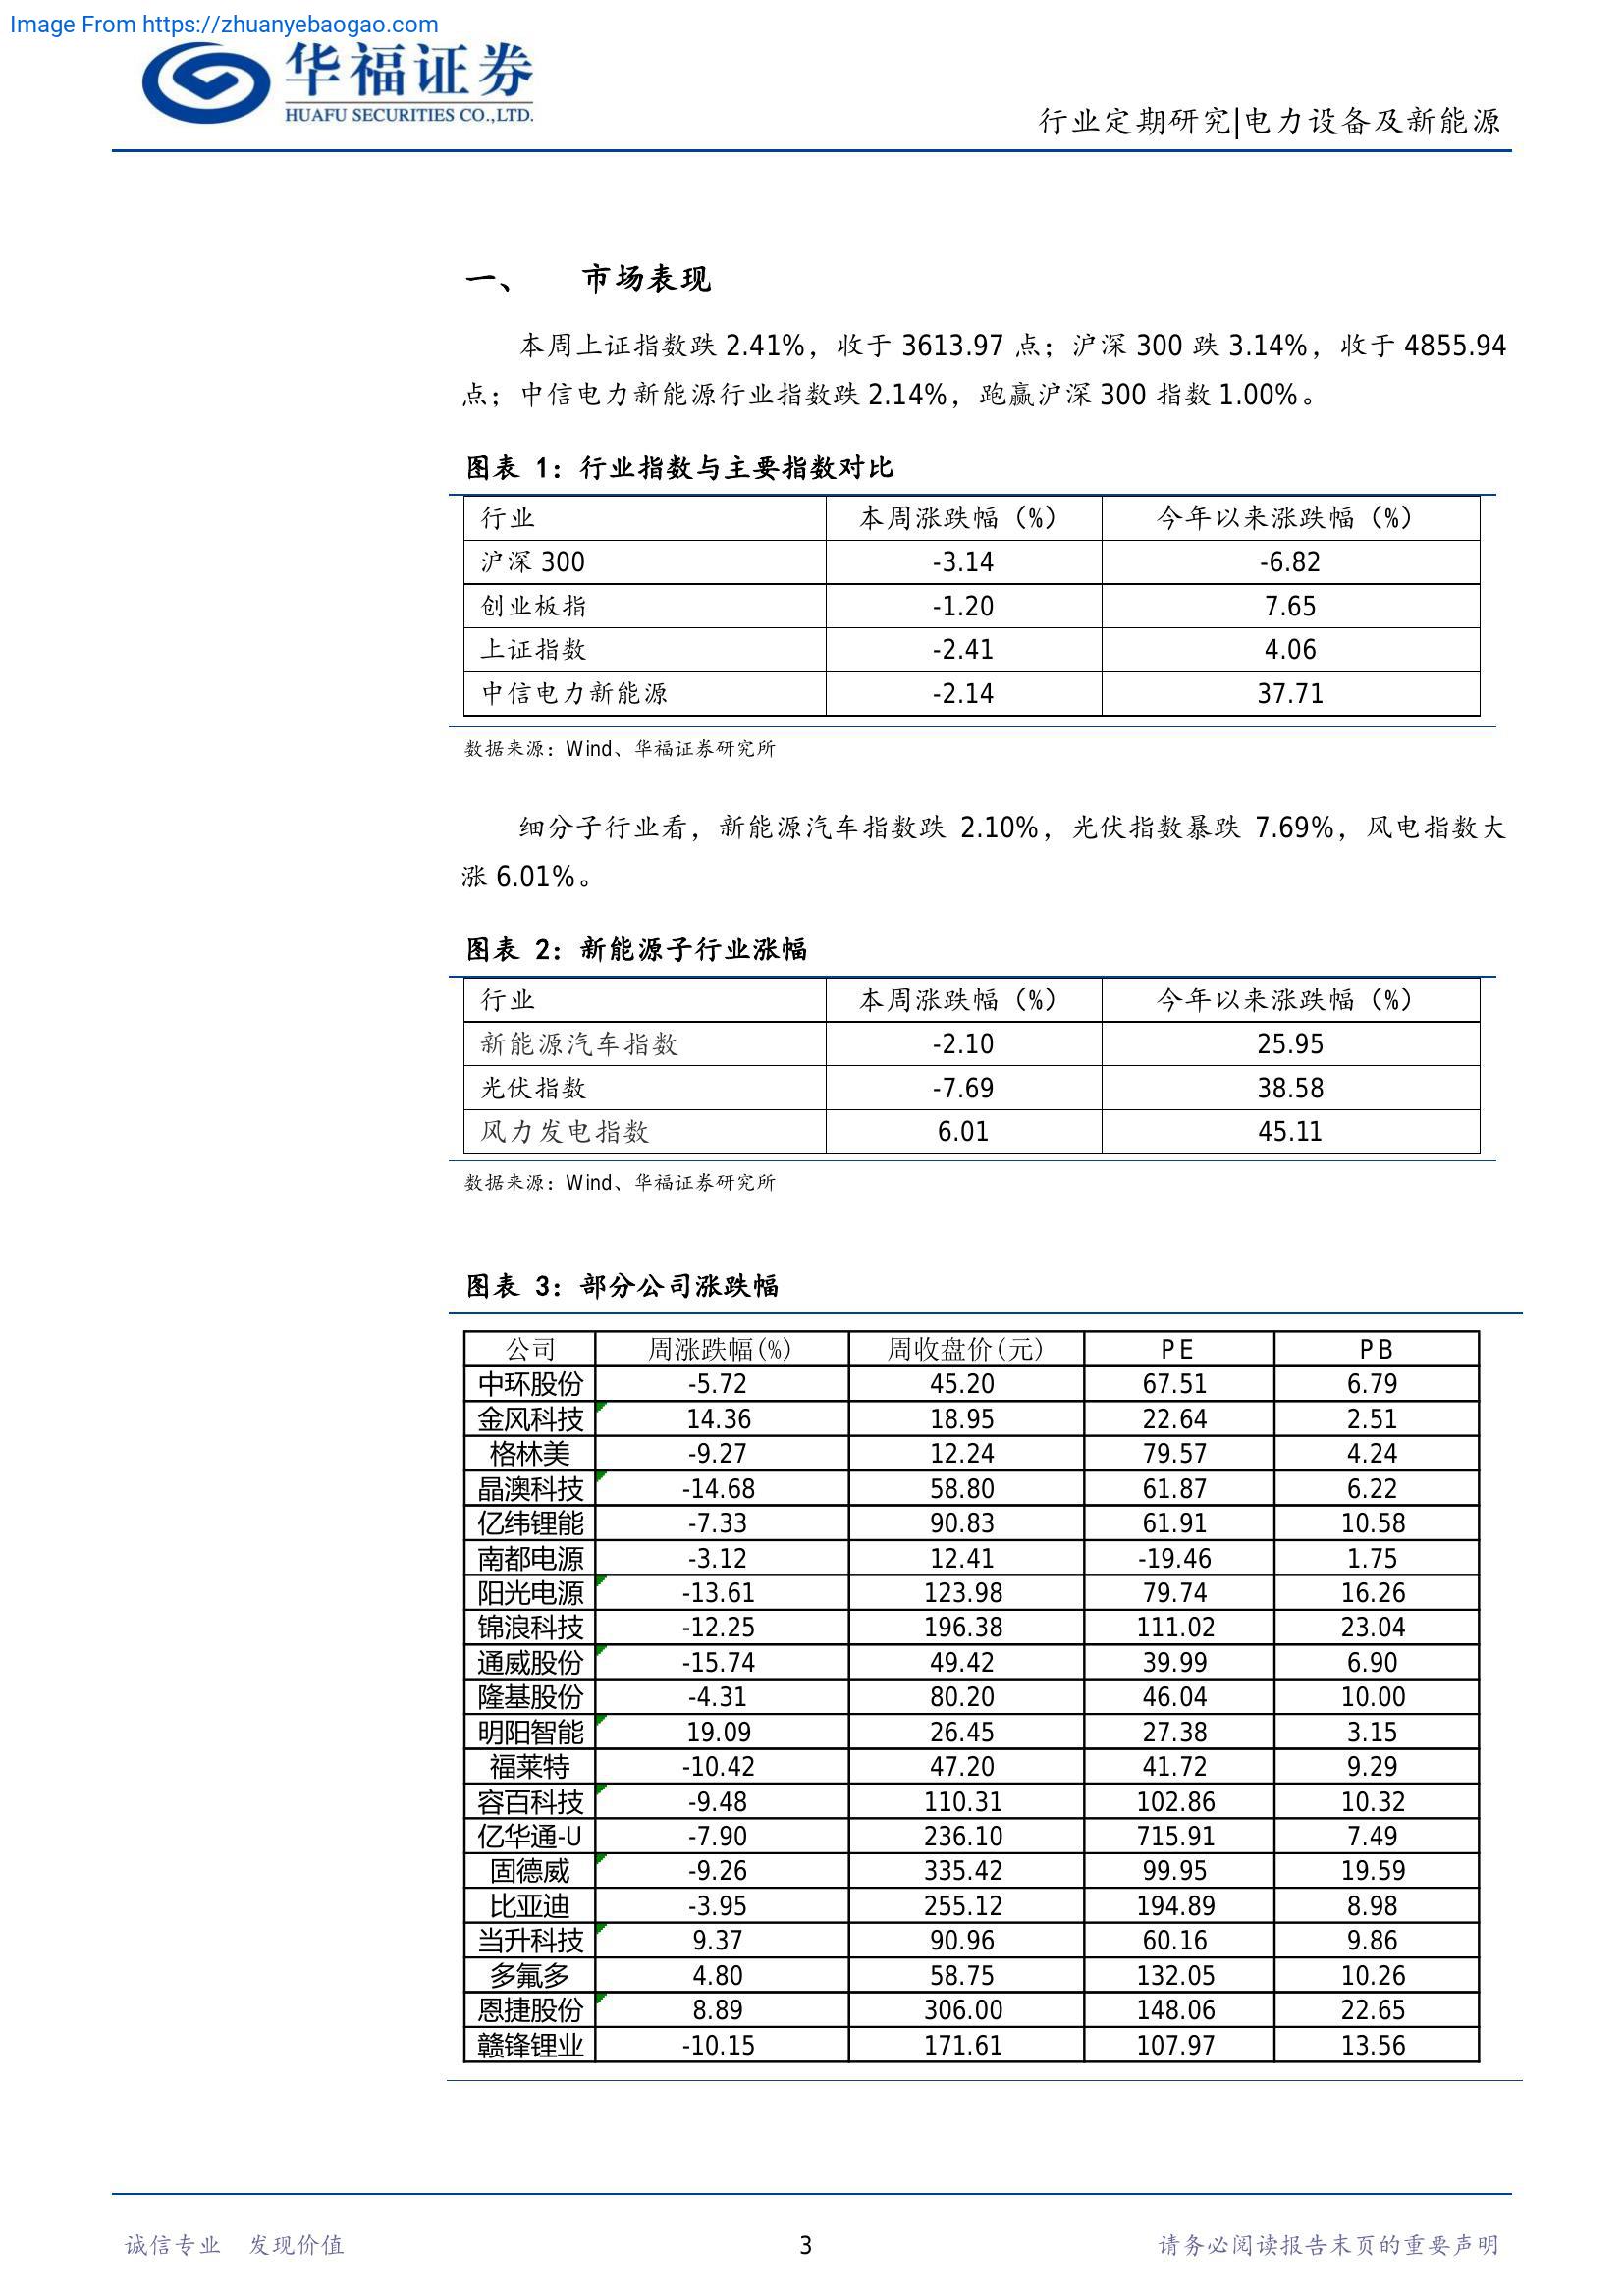 Image From https://zhuanyebaogao.com
华福证券
HUAFU SECURITIES CO.,LTD.
行业定期研究|电力设备及新能源
一、 市场表现
本周上证指数跌 2.41%，收于 3613.97 点；沪深 300 跌 3.14%，收于 4855.94
点；中信电力新能源行业指数跌 2.14%，跑赢沪深 300 指数 1.00%。
图表 1：行业指数与主要指数对比
行业 本周涨跌幅（%） 今年以来涨跌幅（%）
沪深 300 -3.14 -6.82
创业板指 -1.20 7.65
上证指数 -2.41 4.06
中信电力新能源 -2.14 37.71
数据来源：Wind、华福证券研究所
细分子行业看，新能源汽车指数跌 2.10%，光伏指数暴跌 7.69%，风电指数大
涨 6.01%。
图表 2：新能源子行业涨幅
行业 本周涨跌幅（%） 今年以来涨跌幅（%）
新能源汽车指数 -2.10 25.95
光伏指数 -7.69 38.58
风力发电指数 6.01 45.11
数据来源：Wind、华福证券研究所
图表 3：部分公司涨跌幅
公司 周涨跌幅(%) 周收盘价(元) PE PB
中环股份 -5.72 45.20 67.51 6.79
金风科技 14.36 18.95 22.64 2.51
格林美 -9.27 12.24 79.57 4.24
晶澳科技 -14.68 58.80 61.87 6.22
亿纬锂能 -7.33 90.83 61.91 10.58
南都电源 -3.12 12.41 -19.46 1.75
阳光电源 -13.61 123.98 79.74 16.26
锦浪科技 -12.25 196.38 111.02 23.04
通威股份 -15.74 49.42 39.99 6.90
隆基股份 -4.31 80.20 46.04 10.00
明阳智能 19.09 26.45 27.38 3.15
福莱特 -10.42 47.20 41.72 9.29
容百科技 -9.48 110.31 102.86 10.32
亿华通-U -7.90 236.10 715.91 7.49
固德威 -9.26 335.42 99.95 19.59
比亚迪 -3.95 255.12 194.89 8.98
当升科技 9.37 90.96 60.16 9.86
多氟多 4.80 58.75 132.05 10.26
恩捷股份 8.89 306.00 148.06 22.65
赣锋锂业 -10.15 171.61 107.97 13.56
诚信专业 发现价值 3 请务必阅读报告末页的重要声明